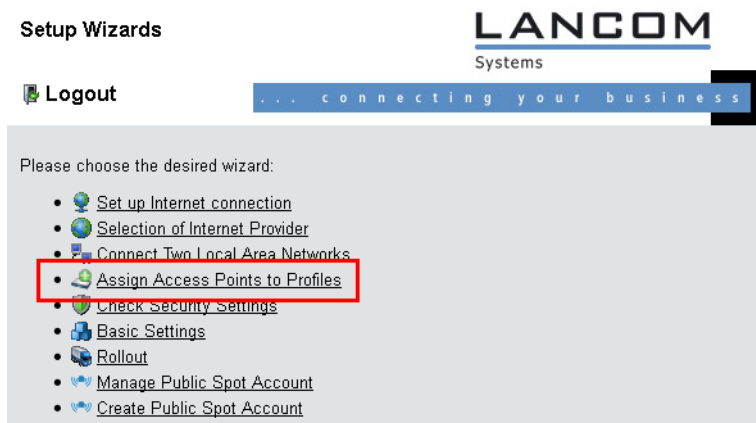 Setup Wizards
LANCOM
Systems
Logout
... connecting your business
Please choose the desired wizard:
Set up Internet connection
Selection of Internet Provider
Connect Two Local Area Networks
Assign Access Points to Profiles
Check Security Settings
Basic Settings
Rollout
Manage Public Spot Account
Create Public Spot Account